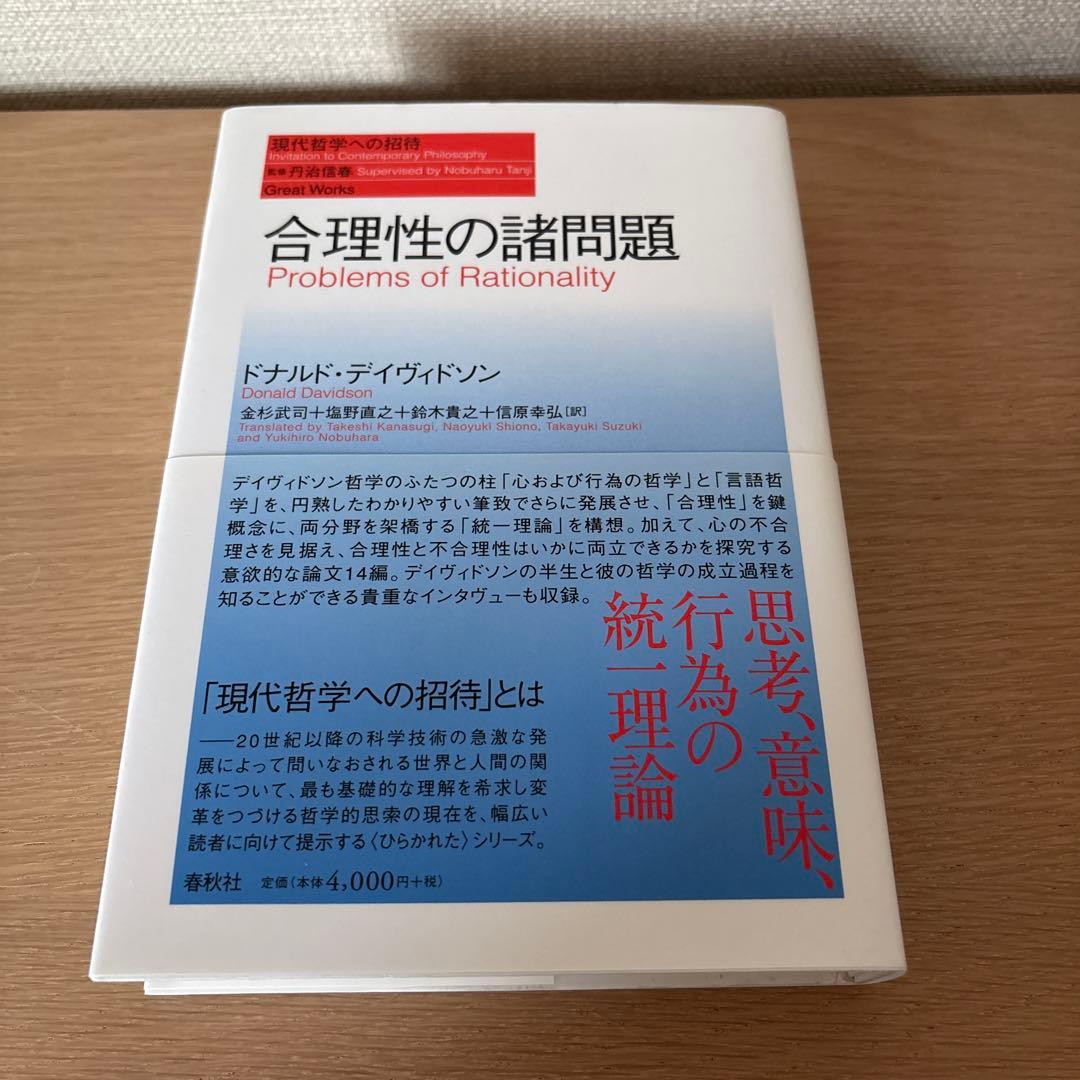 現代哲学への招待
Invitation to Contemporary Philosophy
監修 丹治信春 Supervised by Nobuharu Tanji
Great Works
合理性の諸問題
Problems of Rationality
ドナルド・デイヴィドソン
Donald Davidson
金杉武司+塩野直之+鈴木貴之+信原幸弘[訳]
Translated by Takeshi Kanasugi, Naoyuki Shiono, Takayuki Suzuki
and Yukihiro Nobuhara
デイヴィドソン哲学のふたつの柱「心および行為の哲学」と「言語哲
学」を、円熟したわかりやすい筆致でさらに発展させ、「合理性」を鍵
概念に、両分野を架橋する「統一理論」を構想。加えて、心の不合
理さを見据え、合理性と不合理性はいかに両立できるかを探究する
意欲的な論文14編。デイヴィドソンの半生と彼の哲学の成立過程を
知ることができる貴重なインタヴューも収録。
思考、意味、
行為の
統一理論
「現代哲学への招待」とは
――20世紀以降の科学技術の急激な発
展によって問いなおされる世界と人間の関
係について、最も基礎的な理解を希求し変
革をつづける哲学的思索の現在を、幅広い
読者に向けて提示する〈ひらかれた〉シリーズ。
春秋社 定価(本体4,000円+税)